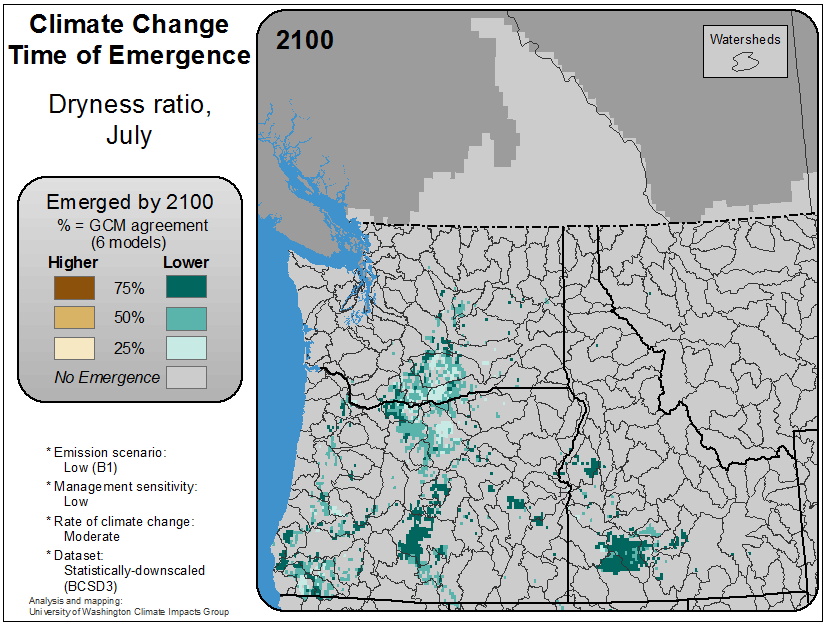 Climate Change
Time of Emergence
Dryness ratio,
July
Emerged by 2100
% = GCM agreement
(6 models)
Higher Lower
75%
50%
25%
No Emergence
* Emission scenario:
Low (B1)
* Management sensitivity:
Low
* Rate of climate change:
Moderate
* Dataset:
Statistically-downscaled
(BCSD3)
Analysis and mapping:
University of Washington Climate Impacts Group
2100
Watersheds